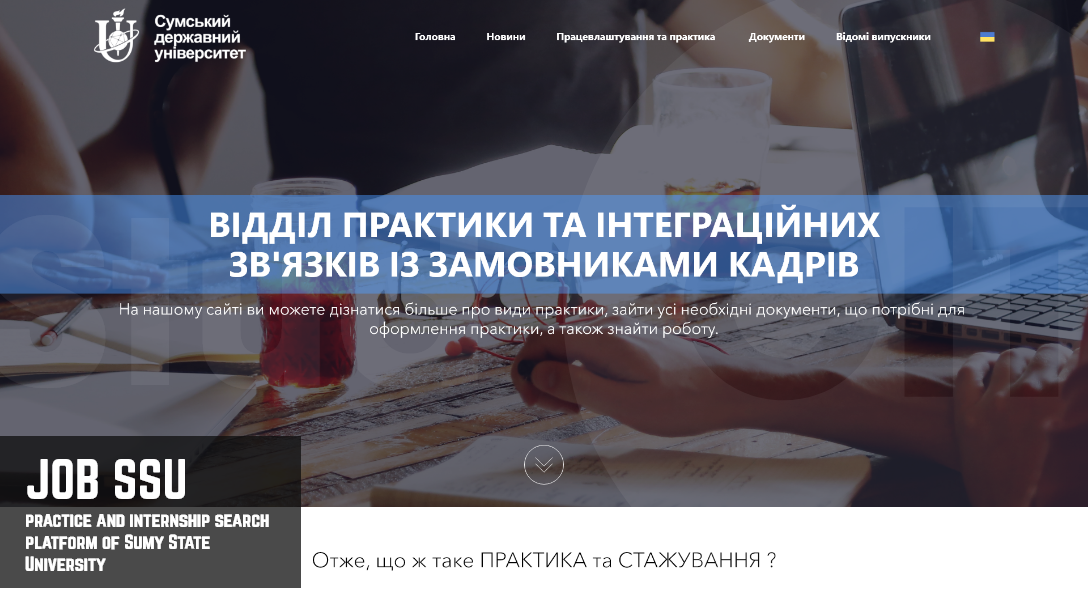 Сумський
державний
університет
Головна
Новини
Працевлаштування та практика
Документи
Відомі випускники
ВІДДІЛ ПРАКТИКИ ТА ІНТЕГРАЦІЙНИХ
ЗВ'ЯЗКІВ ІЗ ЗАМОВНИКАМИ КАДРІВ
На нашому сайті ви можете дізнатися більше про види практики, зайти усі необхідні документи, що потрібні для
оформлення практики, а також знайти роботу.
JOB SSU
PRACTICE AND INTERNSHIP SEARCH
PLATFORM OF SUMY STATE
UNIVERSITY
Отже, що ж таке ПРАКТИКА та СТАЖУВАННЯ ?